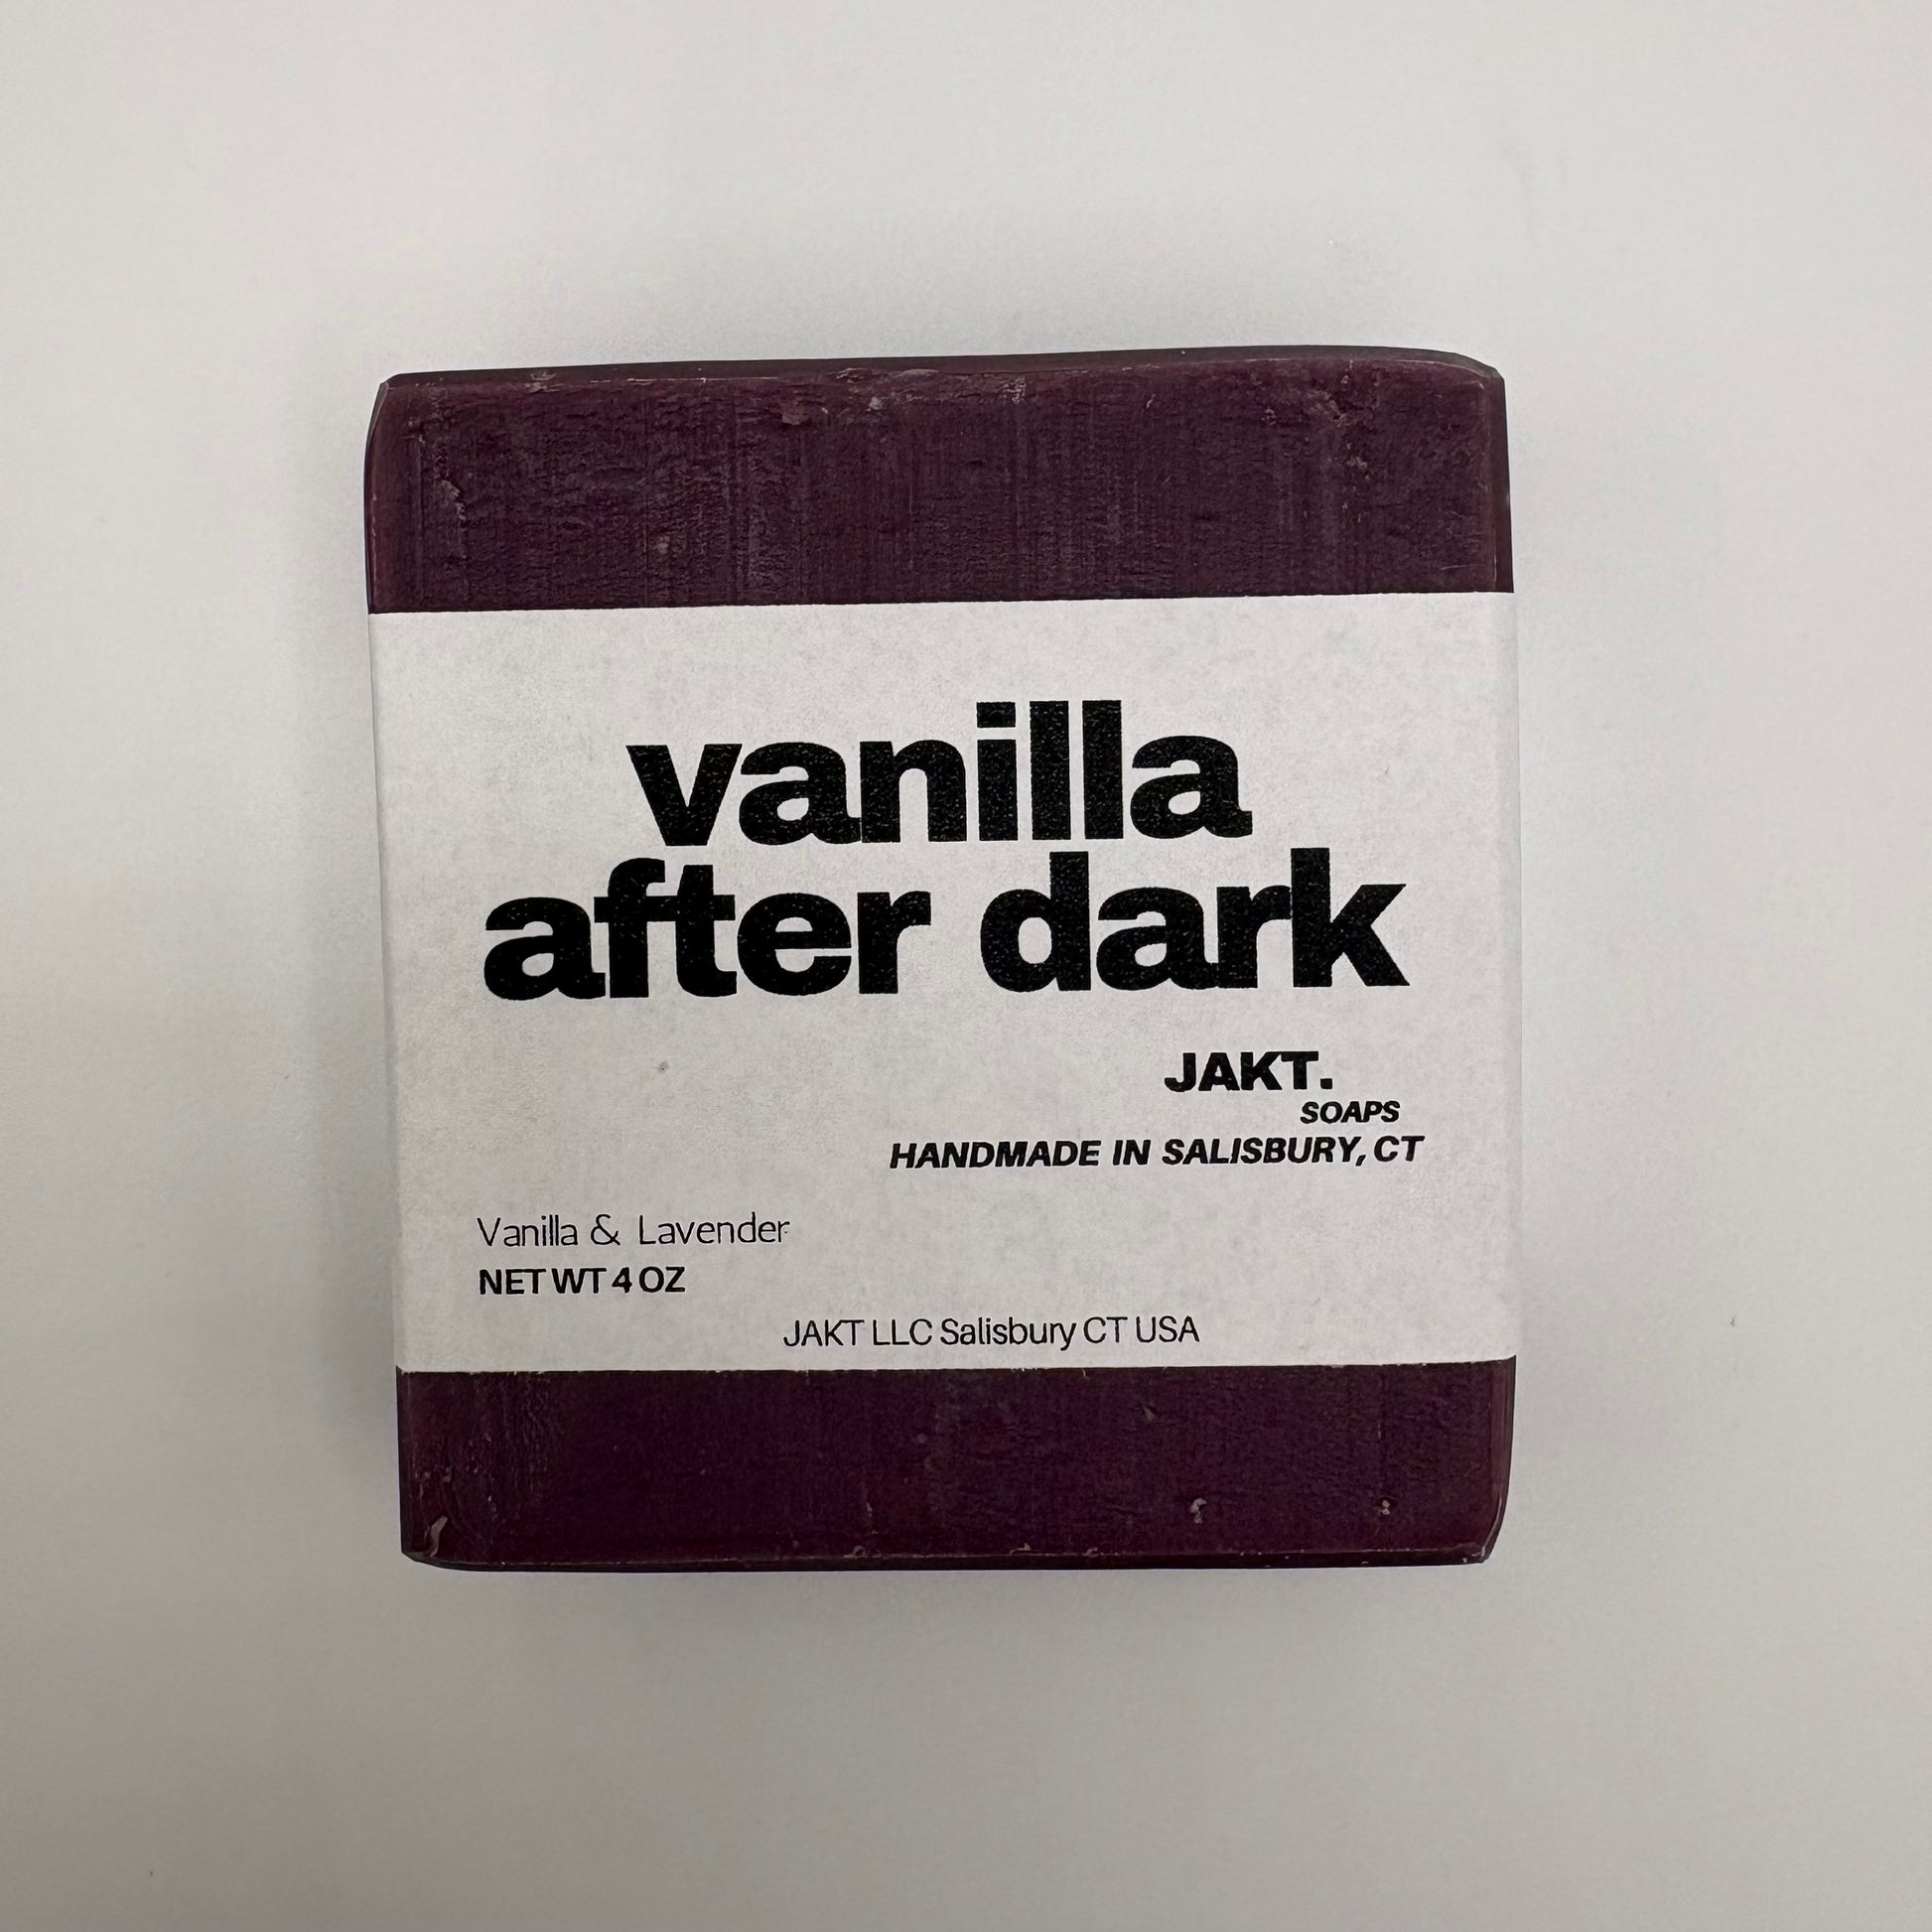 vanilla
after dark
JAKT.
SOAPS
HANDMADE IN SALISBURY, CT
Vanilla & Lavender
NET WT 4 OZ
JAKT LLC Salisbury CT USA